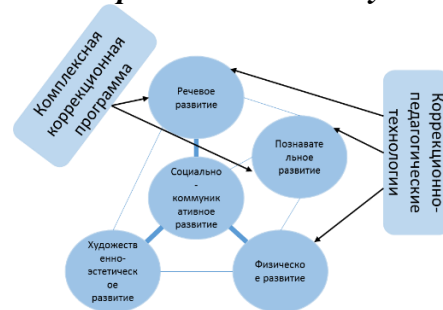 Комплексная
коррекционная
программа
Речевое
развитие
Познавате
льное
развитие
Коррекционно-
педагогические
технологии
Социально
-
коммуник
ативное
развитие
Художеств
енно-
эстетическ
ое
развитие
Физическо
е развитие